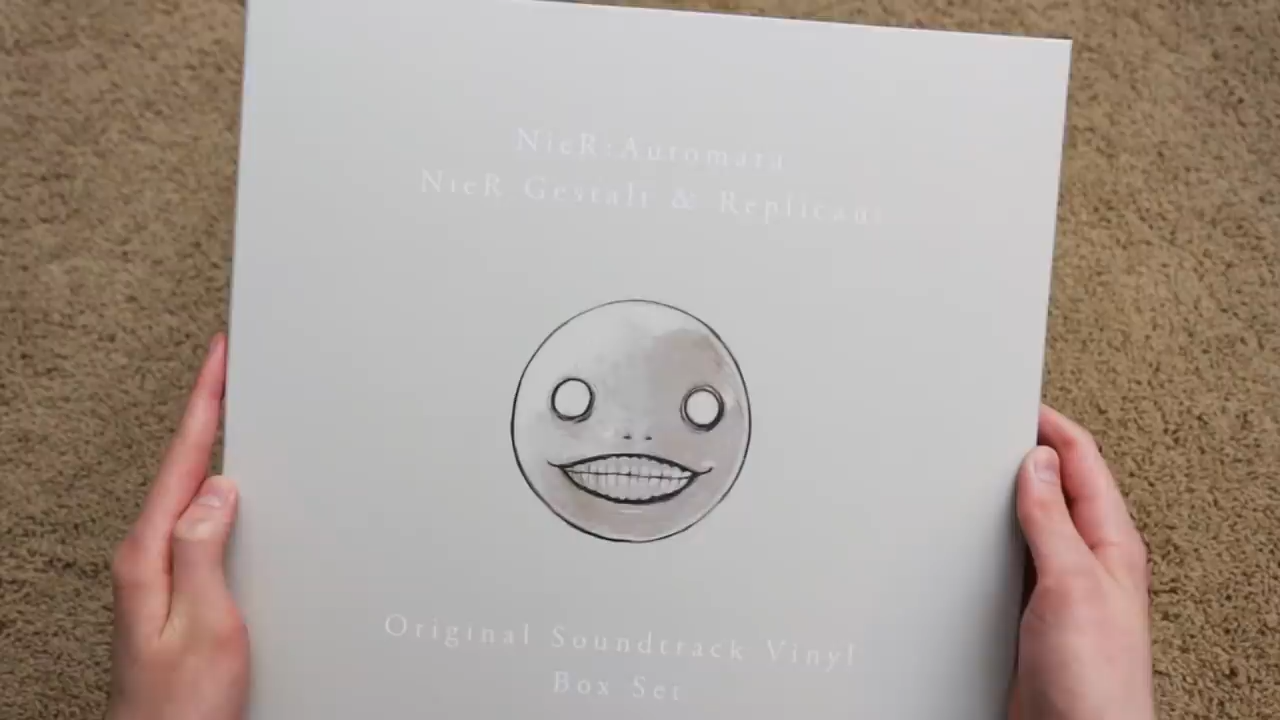 NieR:Automata
NieR Gestalt & Replicant
Original Soundtrack Vinyl
Box Set